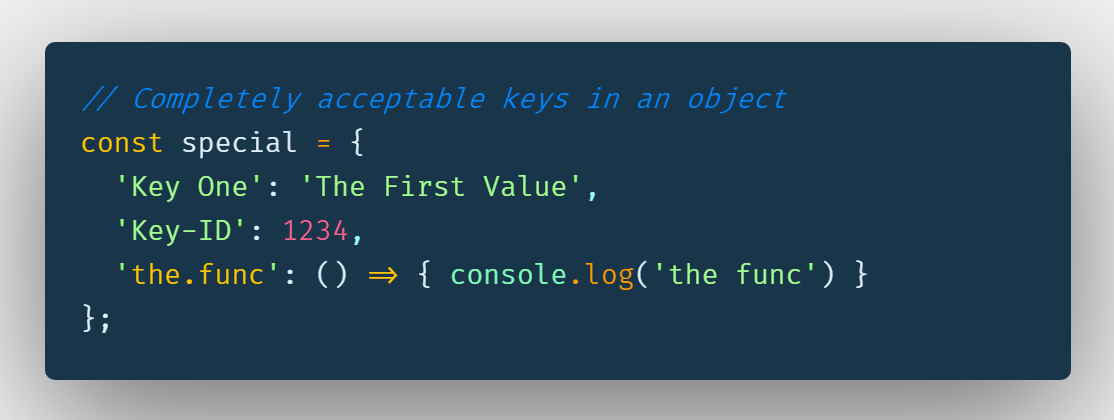 // Completely acceptable keys in an object
const special = {
  'Key One': 'The First Value',
  'Key-ID': 1234,
  'the.func': () => { console.log('the func') }
};